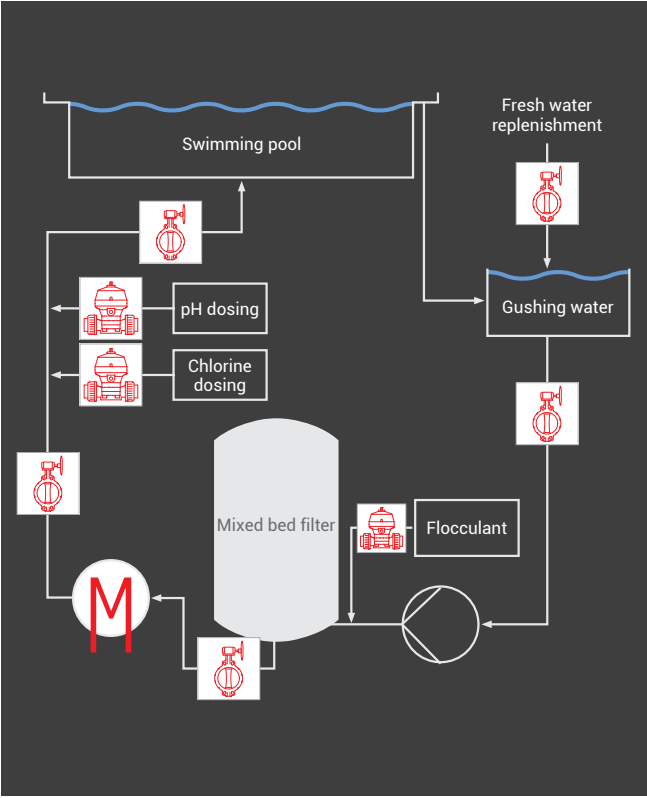 Fresh water
replenishment
Swimming pool
pH dosing
Gushing water
Chlorine
dosing
Mixed bed filter
Flocculant
M